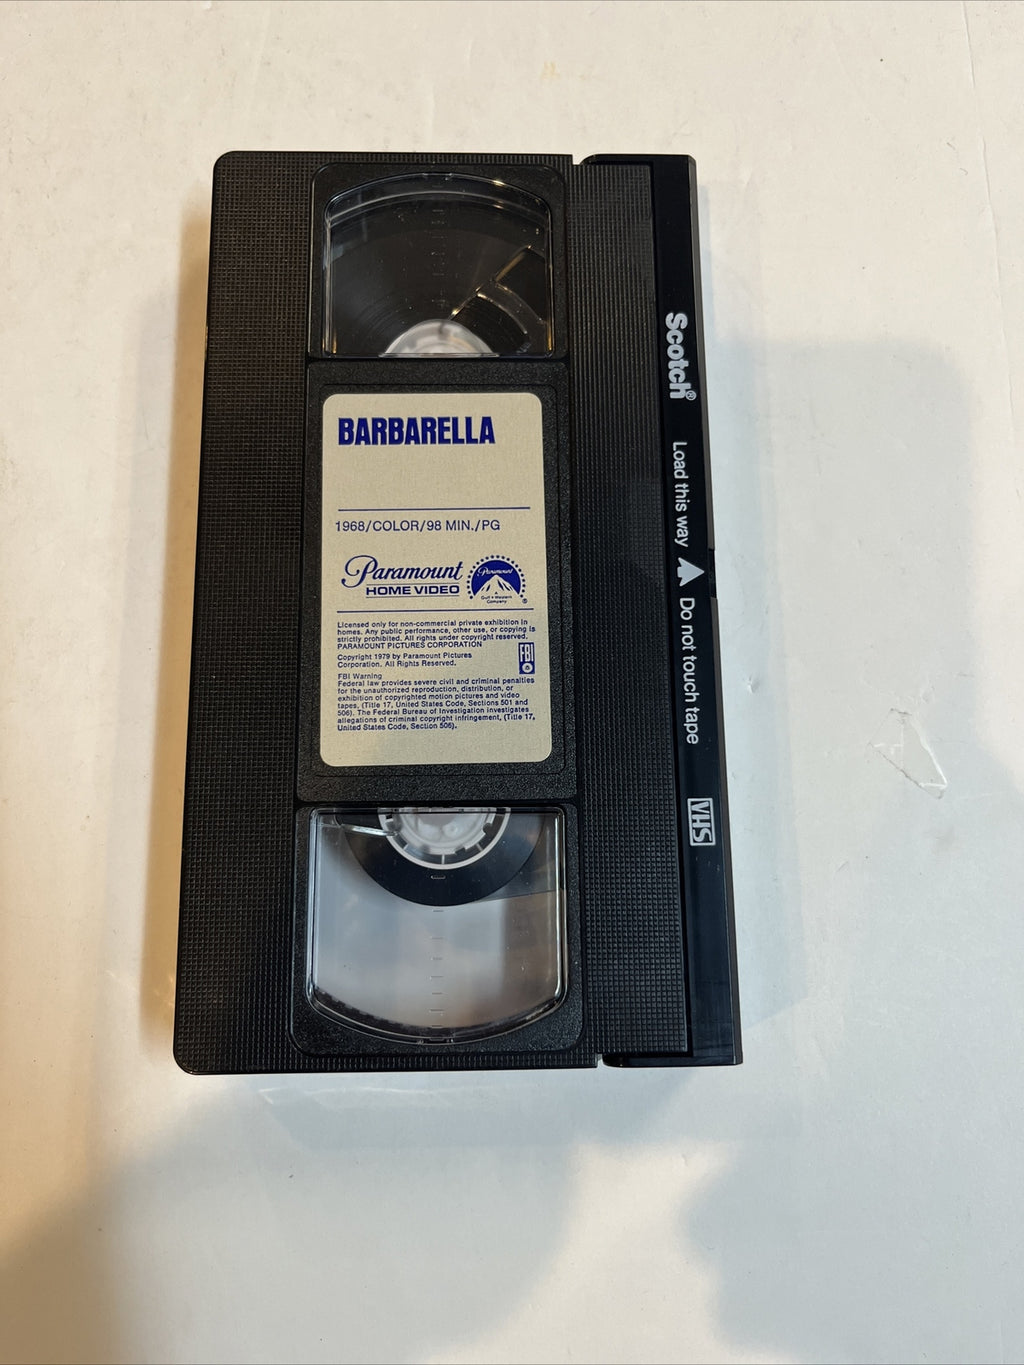 BARBARELLA
1968/COLOR/98 MIN./PG
Paramount
HOME VIDEO
Paramount
Gulf + Western
Company
®
Licensed only for non-commercial private exhibition in
homes. Any public performance, other use, or copying is
strictly prohibited. All rights under copyright reserved.
PARAMOUNT PICTURES CORPORATION
Copyright 1979 by Paramount Pictures
Corporation. All Rights Reserved.
FBI
FBI Warning
Federal law provides severe civil and criminal penalties
for the unauthorized reproduction, distribution, or
exhibition of copyrighted motion pictures and video
tapes, (Title 17, United States Code, Sections 501 and
506). The Federal Bureau of Investigation investigates
allegations of criminal copyright infringement, (Title 17,
United States Code, Section 506).
Scotch®
Load this way
Do not touch tape
VHS